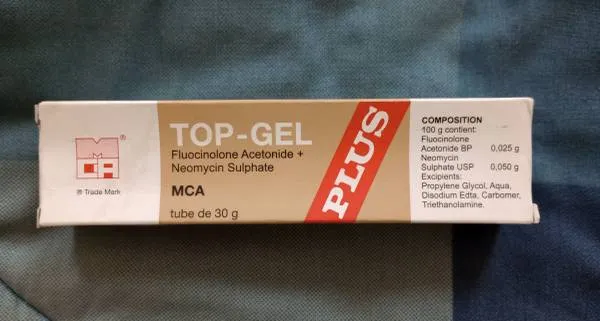 MCA
®
® Trade Mark
TOP-GEL
Fluocinolone Acetonide +
Neomycin Sulphate
MCA
tube de 30 g
PLUS
COMPOSITION
100 g contient:
Fluocinolone
Acetonide BP 0,025 g
Neomycin
Sulphate USP 0,050 g
Excipients:
Propylene Glycol, Aqua,
Disodium Edta, Carbomer,
Triethanolamine.